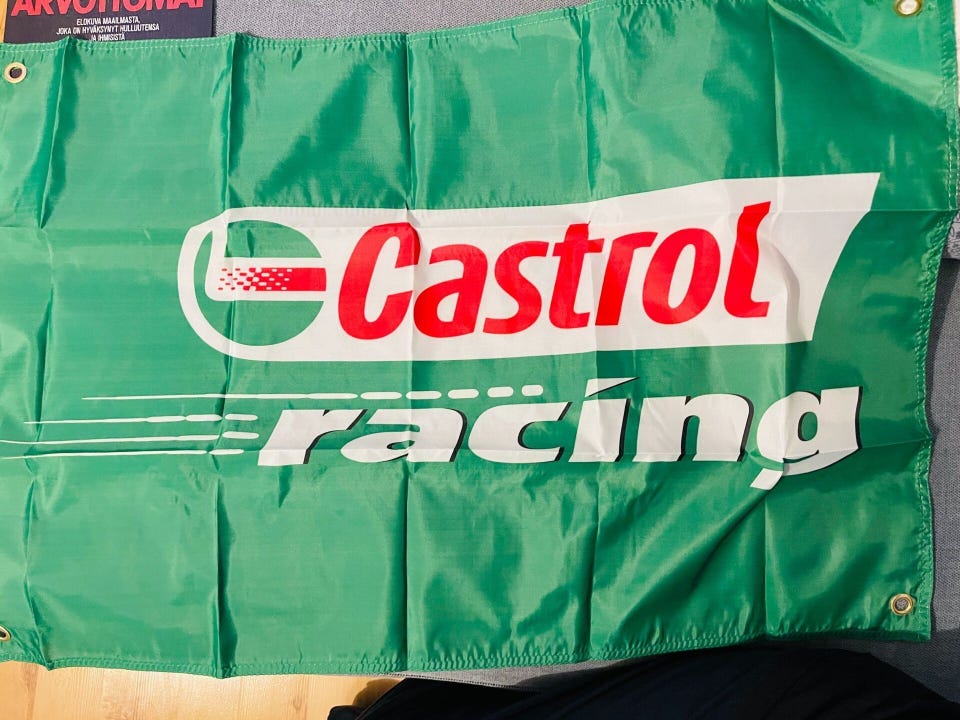 ARVOTTOMAT
ELOKUVA MAAILMASTA,
JOKA ON HYVÄKSYNYT HULLUUTENSA
JA IHMISISTÄ
Castrol
racing